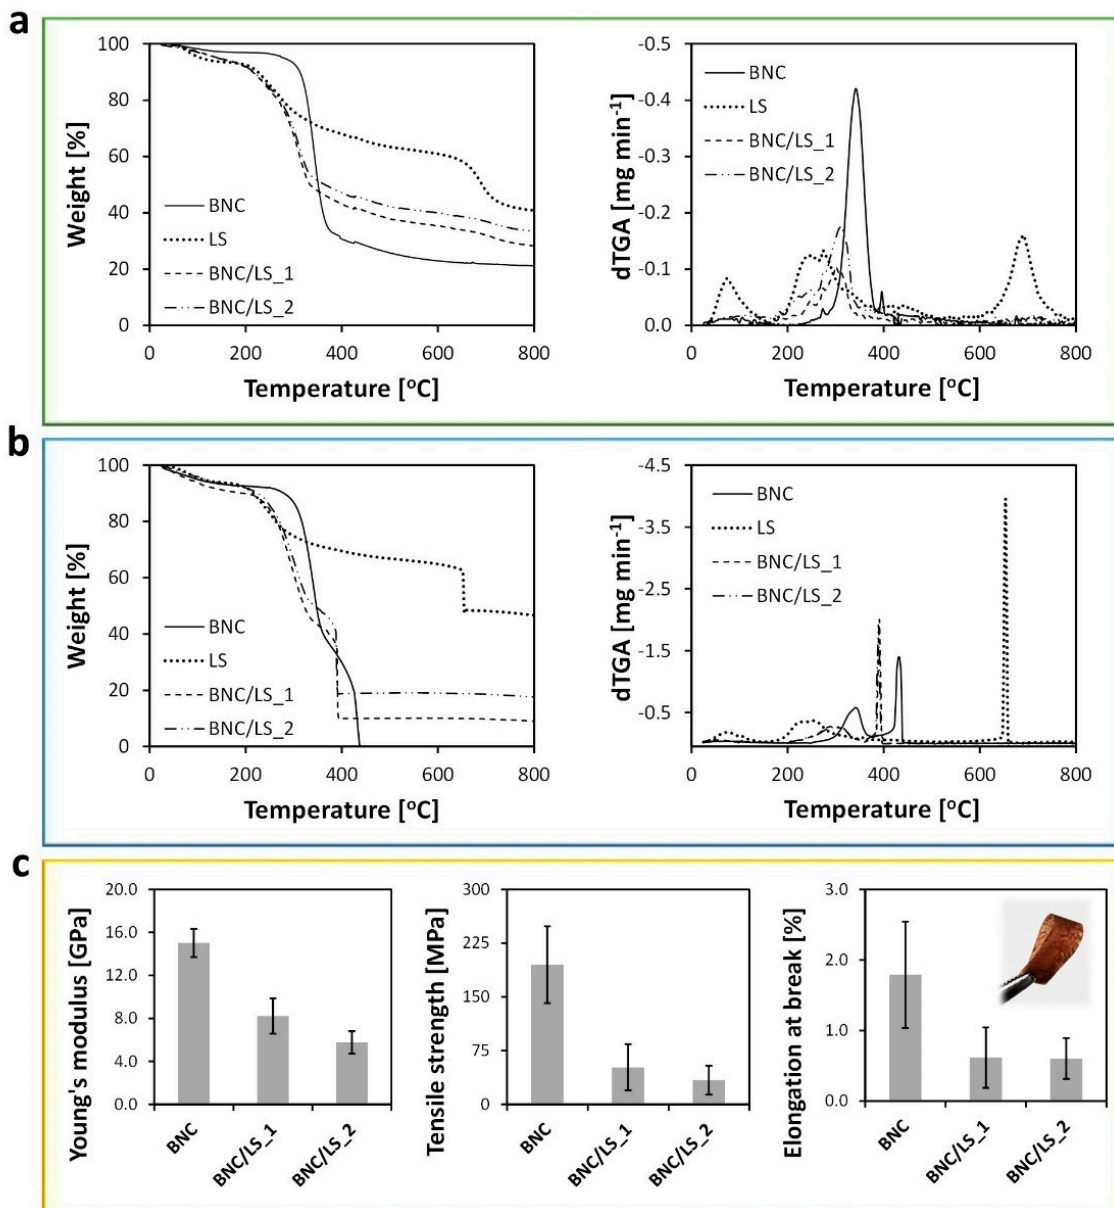 a
100
80
60
40
20
0
Weight [%]
BNC
LS
BNC/LS_1
BNC/LS_2
0 200 400 600 800
Temperature [°C]
-0.5
-0.4
-0.3
-0.2
-0.1
0.0
dTGA [mg min-1]
BNC
LS
BNC/LS_1
BNC/LS_2
0 200 400 600 800
Temperature [°C]
b
100
80
60
40
20
0
Weight [%]
BNC
LS
BNC/LS_1
BNC/LS_2
0 200 400 600 800
Temperature [°C]
-4.5
-3.5
-2.5
-1.5
-0.5
dTGA [mg min-1]
BNC
LS
BNC/LS_1
BNC/LS_2
0 200 400 600 800
Temperature [°C]
c
20.0
16.0
12.0
8.0
4.0
0.0
Young's modulus [GPa]
BNC
BNC/LS_1
BNC/LS_2
300
225
150
75
0
Tensile strength [MPa]
BNC
BNC/LS_1
BNC/LS_2
3.0
2.0
1.0
0.0
Elongation at break [%]
BNC
BNC/LS_1
BNC/LS_2